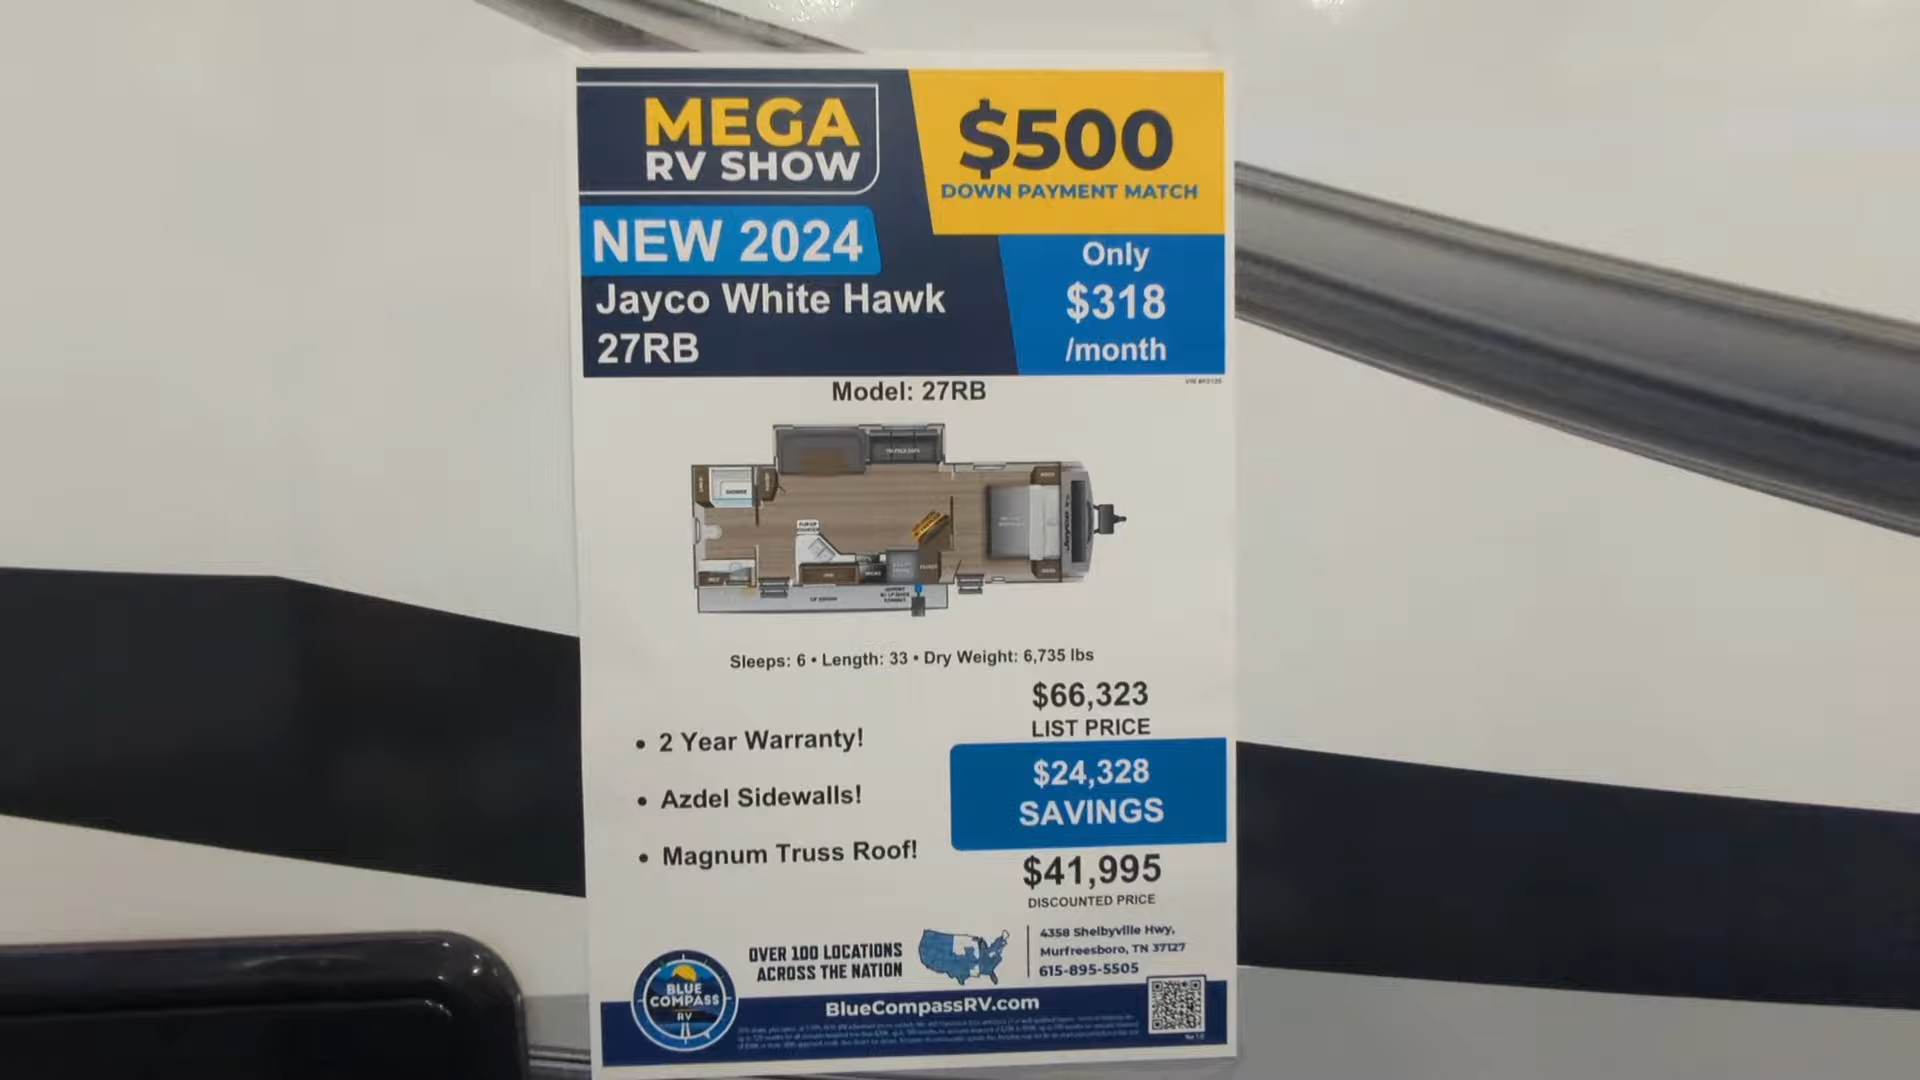 MEGA
RV SHOW
$500
DOWN PAYMENT MATCH
NEW 2024
Jayco White Hawk
27RB
Only
$318
/month
Model: 27RB
SHOWER
Jayco
Sleeps: 6 • Length: 33 • Dry Weight: 6,735 lbs
• 2 Year Warranty!
• Azdel Sidewalls!
• Magnum Truss Roof!
$66,323
LIST PRICE
$24,328
SAVINGS
$41,995
DISCOUNTED PRICE
BLUE
COMPASS
RV
OVER 100 LOCATIONS
ACROSS THE NATION
4358 Shelbyville Hwy,
Murfreesboro, TN 37127
615-895-5505
BlueCompassRV.com